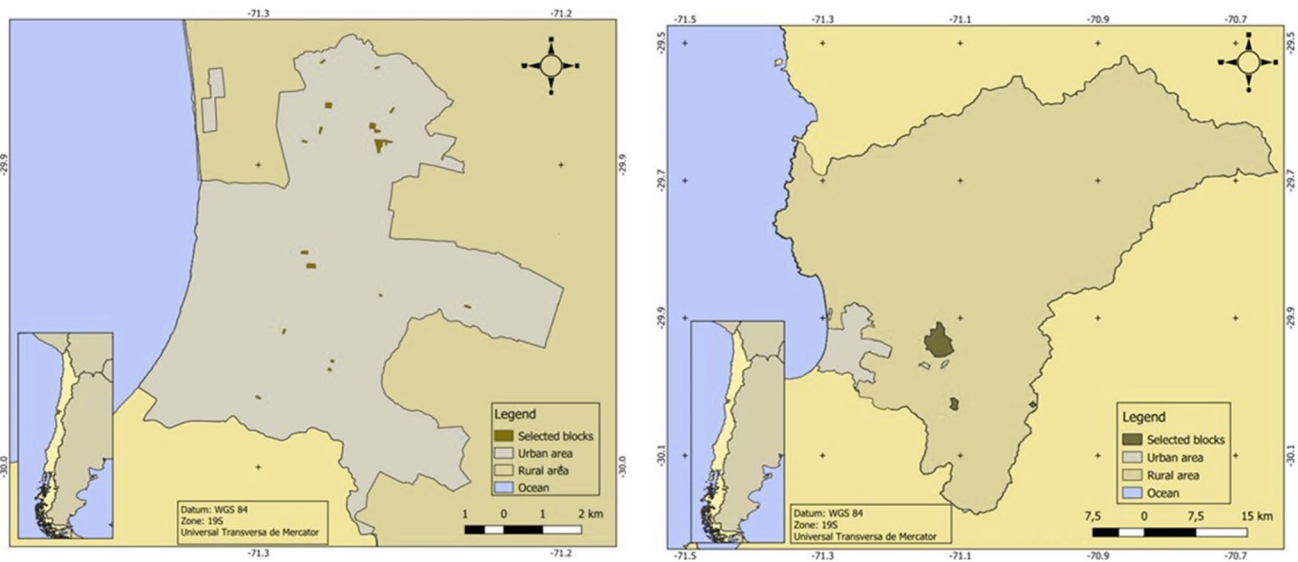 -71.3
-71.2
-29.9
-29.9
-30.0
-30.0
Legend
Selected blocks
Urban area
Rural area
Ocean
Datum: WGS 84
Zone: 19S
Universal Transversa de Mercator
1 0 1 2 km
-71.3
-71.2
-71.5
-71.3
-71.1
-70.9
-70.7
-29.5
-29.5
-29.7
-29.7
-29.9
-29.9
-30.1
-30.1
Legend
Selected blocks
Urban area
Rural area
Ocean
Datum: WGS 84
Zone: 19S
Universal Transversa de Mercator
7,5 0 7,5 15 km
-71.5
-71.3
-71.1
-70.9
-70.7